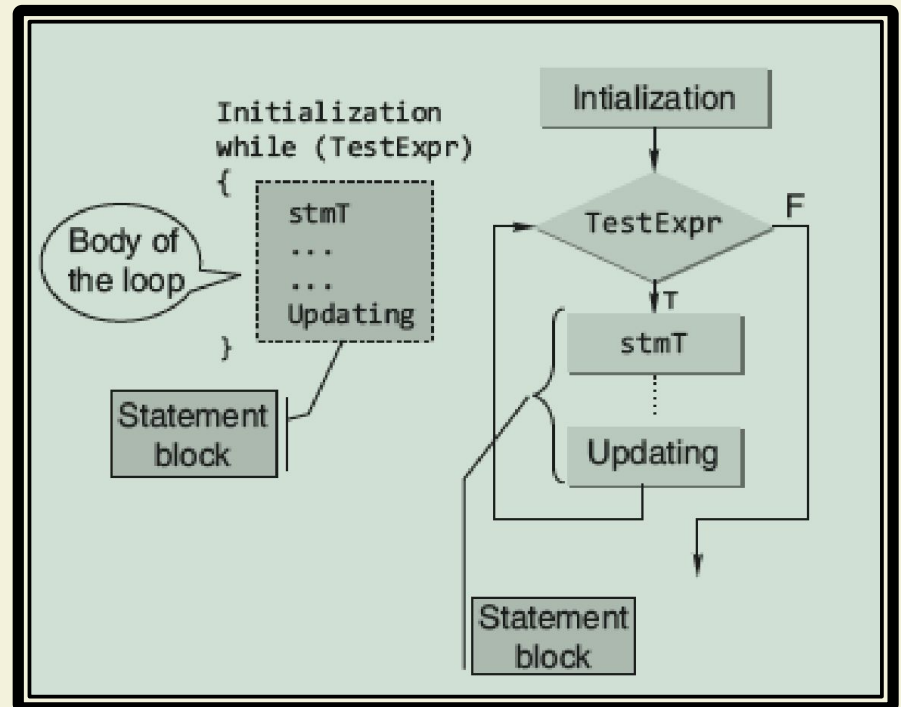 Initialization
while (TestExpr)
{
stmT
...
...
Updating
}
Body of
the loop
Statement
block
Intialization
TestExpr
F
T
stmT
Updating
Statement
block